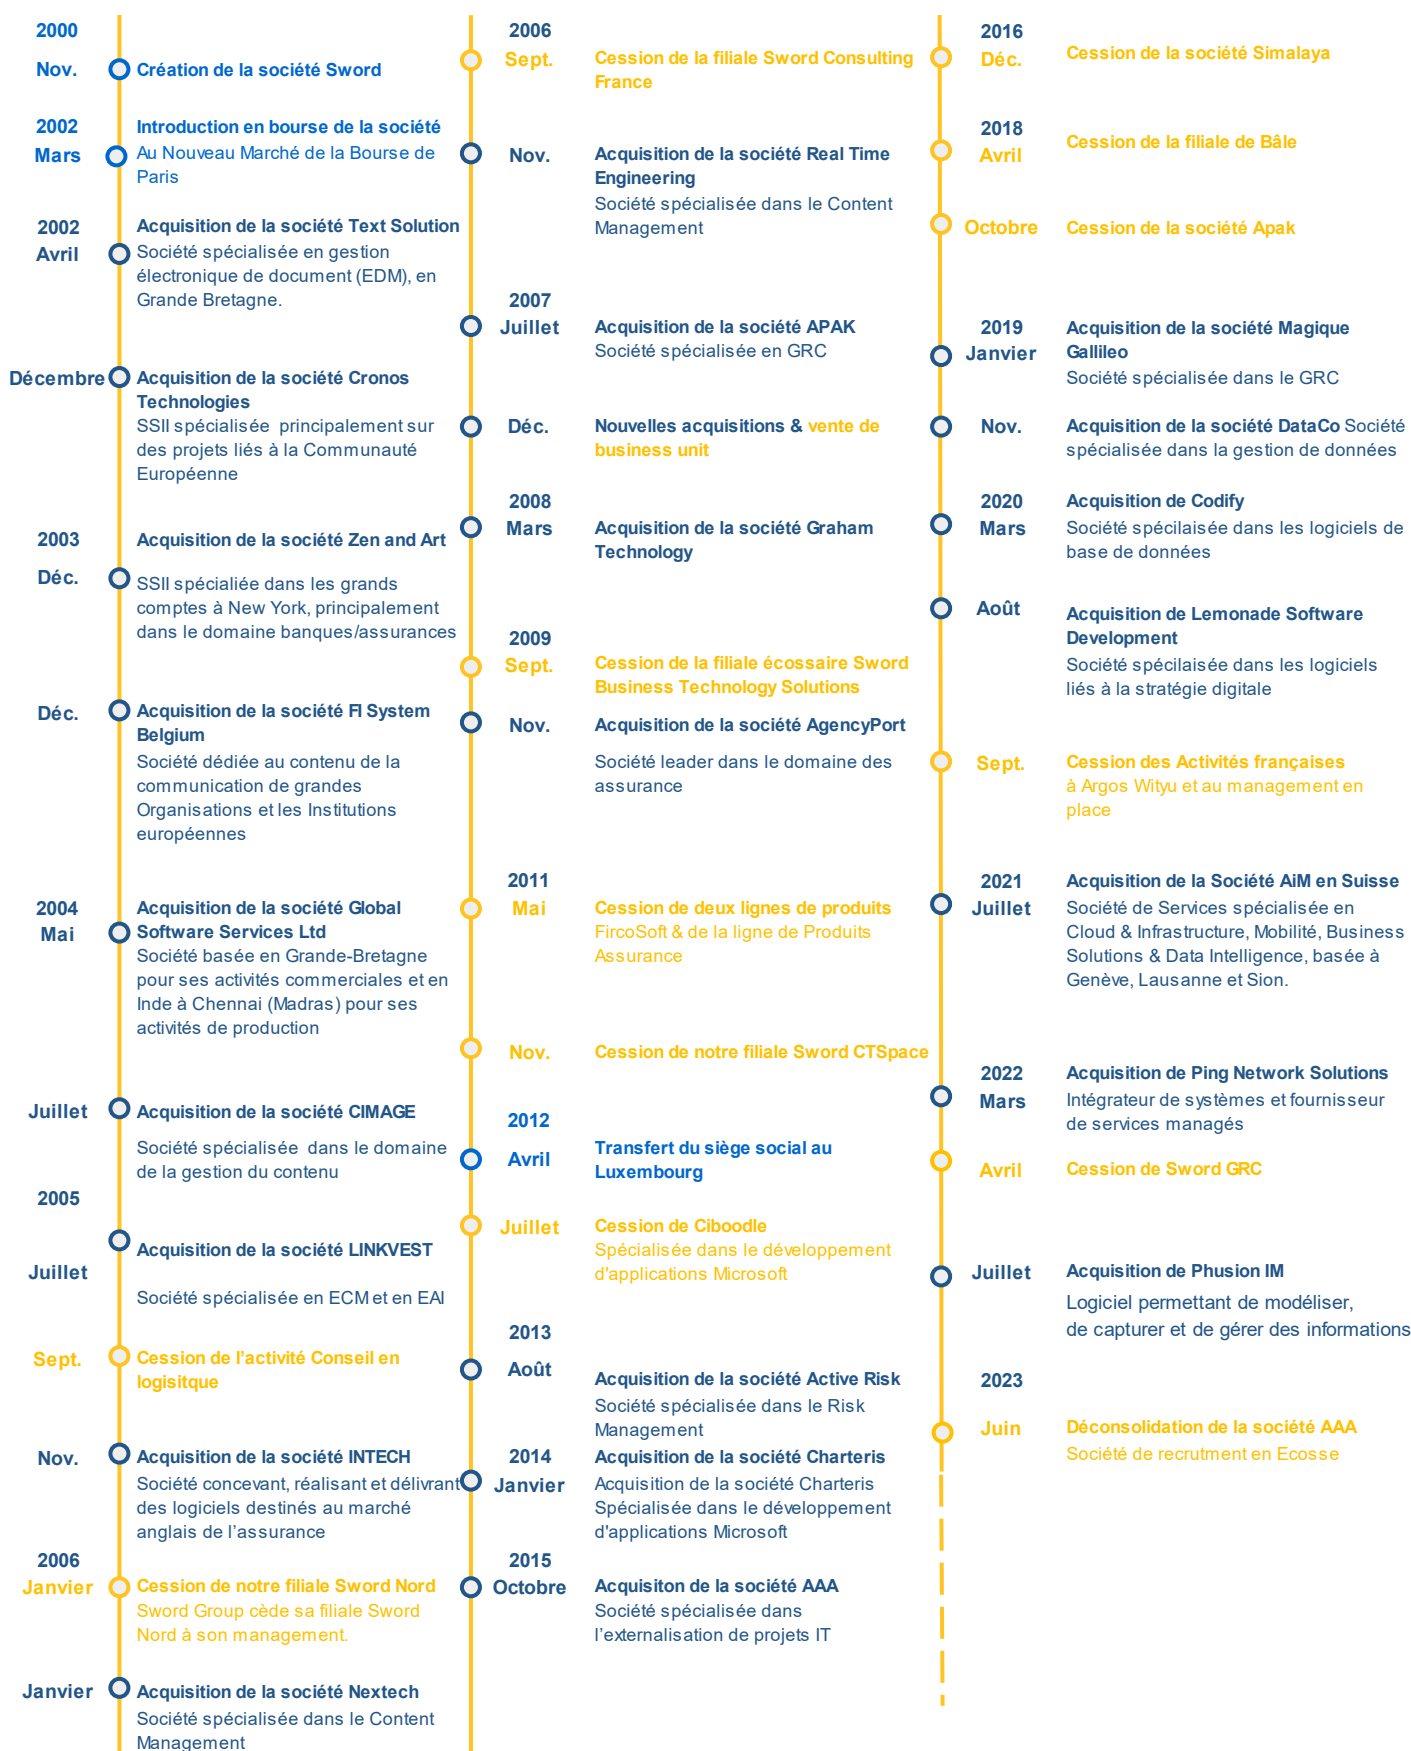 2000
Nov.
Création de la société Sword
2002
Mars
Introduction en bourse de la société
Au Nouveau Marché de la Bourse de
Paris
2002
Avril
Acquisition de la société Text Solution
Société spécialisée en gestion
électronique de document (EDM), en
Grande Bretagne.
Décembre
Acquisition de la société Cronos
Technologies
SSII spécialisée principalement sur
des projets liés à la Communauté
Européenne
2003
Déc.
Acquisition de la société Zen and Art
SSII spécialiée dans les grands
comptes à New York, principalement
dans le domaine banques/assurances
Déc.
Acquisition de la société FI System
Belgium
Société dédiée au contenu de la
communication de grandes
Organisations et les Institutions
européennes
2004
Mai
Acquisition de la société Global
Software Services Ltd
Société basée en Grande-Bretagne
pour ses activités commerciales et en
Inde à Chennai (Madras) pour ses
activités de production
Juillet
Acquisition de la société CIMAGE
Société spécialisée dans le domaine
de la gestion du contenu
2005
Juillet
Acquisition de la société LINKVEST
Société spécialisée en ECM et en EAI
Sept.
Cession de l’activité Conseil en
logisitque
Nov.
Acquisition de la société INTECH
Société concevant, réalisant et délivrant
des logiciels destinés au marché
anglais de l’assurance
2006
Janvier
Cession de notre filiale Sword Nord
Sword Group cède sa filiale Sword
Nord à son management.
Janvier
Acquisition de la société Nextech
Société spécialisée dans le Content
Management
2006
Sept.
Cession de la filiale Sword Consulting
France
Nov.
Acquisition de la société Real Time
Engineering
Société spécialisée dans le Content
Management
2007
Juillet
Acquisition de la société APAK
Société spécialisée en GRC
Déc.
Nouvelles acquisitions & vente de
business unit
2008
Mars
Acquisition de la société Graham
Technology
2009
Sept.
Cession de la filiale écossaire Sword
Business Technology Solutions
Nov.
Acquisition de la société AgencyPort
Société leader dans le domaine des
assurance
2011
Mai
Cession de deux lignes de produits
FircoSoft & de la ligne de Produits
Assurance
Nov.
Cession de notre filiale Sword CTSpace
2012
Avril
Transfert du siège social au
Luxembourg
Juillet
Cession de Ciboodle
Spécialisée dans le développement
d'applications Microsoft
2013
Août
Acquisition de la société Active Risk
Société spécialisée dans le Risk
Management
2014
Janvier
Acquisition de la société Charteris
Acquisition de la société Charteris
Spécialisée dans le développement
d'applications Microsoft
2015
Octobre
Acquisiton de la société AAA
Société spécialisée dans
l’externalisation de projets IT
2016
Déc.
Cession de la société Simalaya
2018
Avril
Cession de la filiale de Bâle
Octobre
Cession de la société Apak
2019
Janvier
Acquisition de la société Magique
Gallileo
Société spécialisée dans le GRC
Nov.
Acquisition de la société DataCo Société
spécialisée dans la gestion de données
2020
Mars
Acquisition de Codify
Société spécilaisée dans les logiciels de
base de données
Août
Acquisition de Lemonade Software
Development
Société spécilaisée dans les logiciels
liés à la stratégie digitale
Sept.
Cession des Activités françaises
à Argos Wityu et au management en
place
2021
Juillet
Acquisition de la Société AiM en Suisse
Société de Services spécialisée en
Cloud & Infrastructure, Mobilité, Business
Solutions & Data Intelligence, basée à
Genève, Lausanne et Sion.
2022
Mars
Acquisition de Ping Network Solutions
Intégrateur de systèmes et fournisseur
de services managés
Avril
Cession de Sword GRC
Juillet
Acquisition de Phusion IM
Logiciel permettant de modéliser,
de capturer et de gérer des informations
2023
Juin
Déconsolidation de la société AAA
Société de recrutment en Ecosse